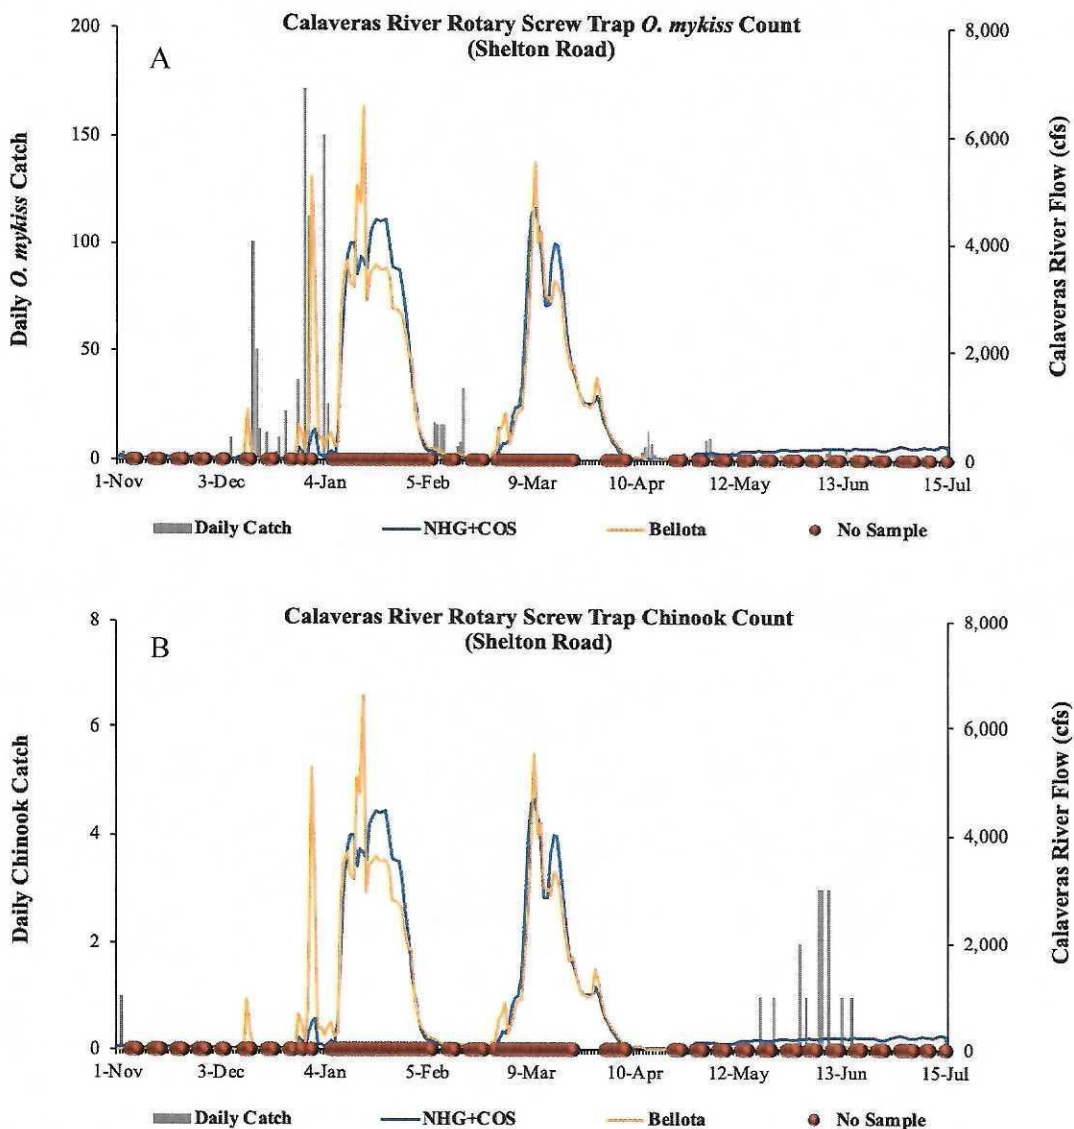 Calaveras River Rotary Screw Trap O. mykiss Count
(Shelton Road)
A
Daily O. mykiss Catch
200
150
100
50
0
Calaveras River Flow (cfs)
8,000
6,000
4,000
2,000
0
1-Nov 3-Dec 4-Jan 5-Feb 9-Mar 10-Apr 12-May 13-Jun 15-Jul
Daily Catch NHG+COS Bellota No Sample
Calaveras River Rotary Screw Trap Chinook Count
(Shelton Road)
B
Daily Chinook Catch
8
6
4
2
0
Calaveras River Flow (cfs)
8,000
6,000
4,000
2,000
0
1-Nov 3-Dec 4-Jan 5-Feb 9-Mar 10-Apr 12-May 13-Jun 15-Jul
Daily Catch NHG+COS Bellota No Sample